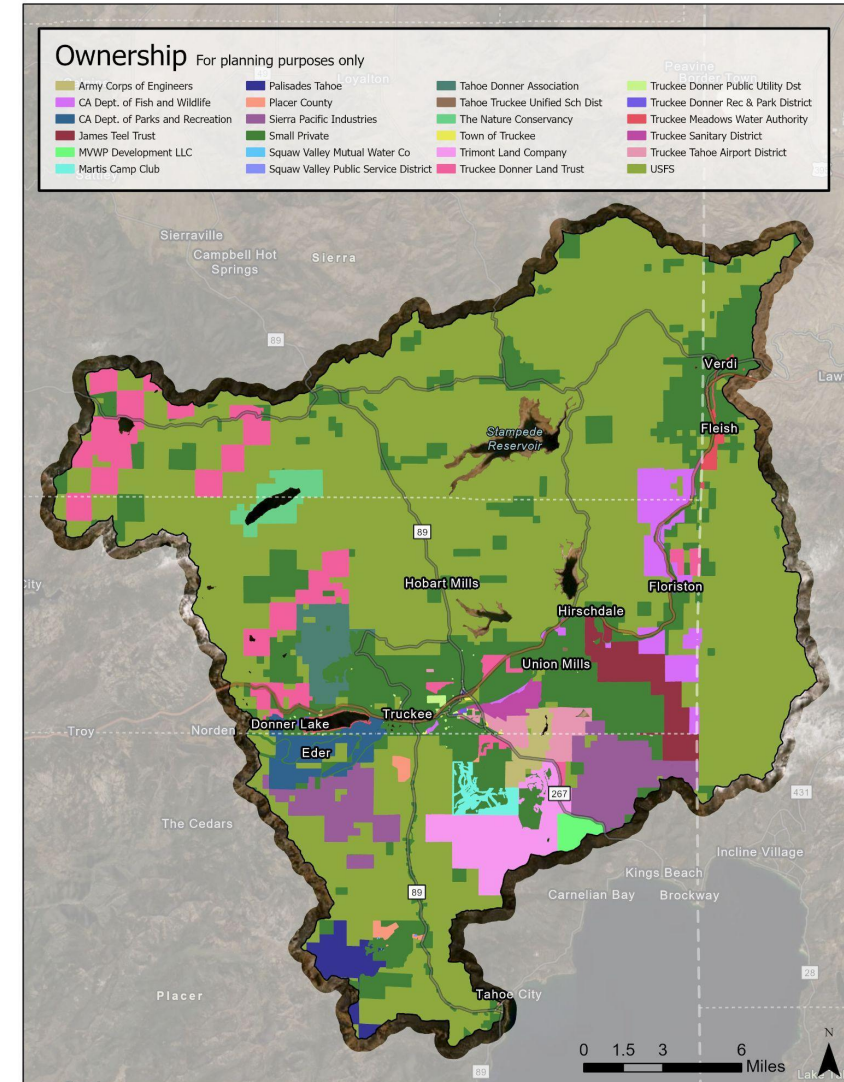 Ownership For planning purposes only
Army Corps of Engineers
CA Dept. of Fish and Wildlife
CA Dept. of Parks and Recreation
James Teel Trust
MVWP Development LLC
Martis Camp Club
Palisades Tahoe
Placer County
Sierra Pacific Industries
Small Private
Squaw Valley Mutual Water Co
Squaw Valley Public Service District
Tahoe Donner Association
Tahoe Truckee Unified Sch Dist
The Nature Conservancy
Town of Truckee
Trimont Land Company
Truckee Donner Land Trust
Truckee Donner Public Utility Dst
Truckee Donner Rec & Park District
Truckee Meadows Water Authority
Truckee Sanitary District
Truckee Tahoe Airport District
USFS
Loyalton
Peavine
Border Town
Sierraville
Campbell Hot
Springs
Sierra
89
Verdi
Law
Fleish
Stampede
Reservoir
89
Hobart Mills
Floriston
City
Hirschdale
Union Mills
Truckee
Donner Lake
Troy
Norden
Eder
267
431
The Cedars
Incline Village
Kings Beach
Carnelian Bay
Brockway
89
28
Placer
Tahoe City
89
0 1.5 3 6
Miles
N